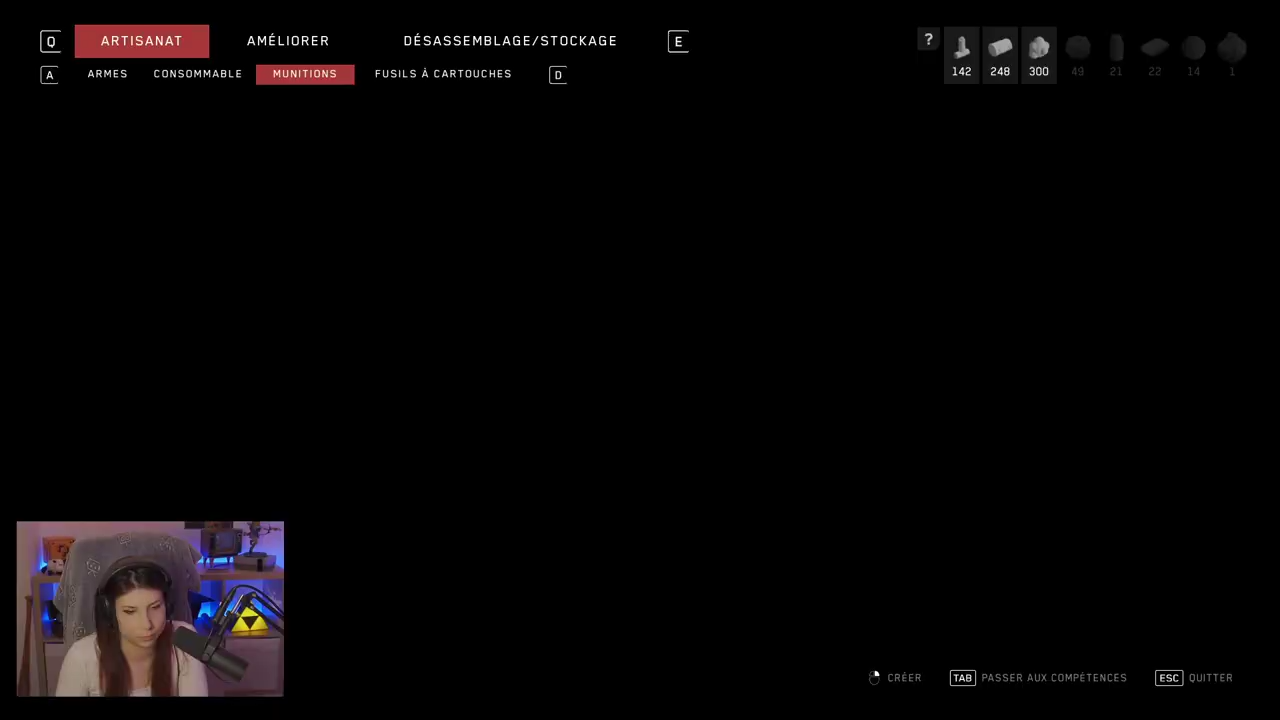 Q ARTISANAT AMÉLIORER DÉSASSEMBLAGE/STOCKAGE E
A ARMES CONSOMMABLE MUNITIONS FUSILS À CARTOUCHES D
?
142 248 300 49 21 22 14 1
CRÉER TAB PASSER AUX COMPÉTENCES ESC QUITTER